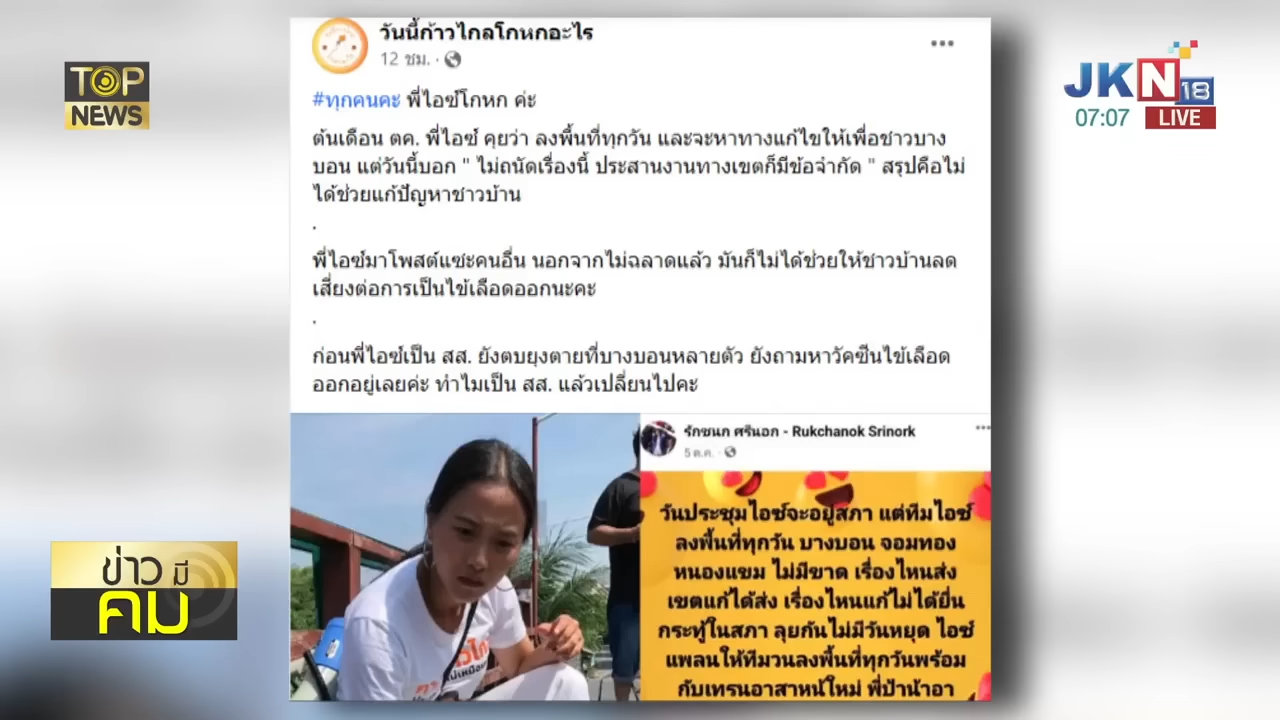 TOP
NEWS
JKN18
07:07 LIVE
วันนี้ก้าวไกลโกหกอะไร
12 ชม.
#ทุกคนคะ พี่ไอซ์โกหก ค่ะ
ต้นเดือน ตค. พี่ไอซ์ คุยว่า ลงพื้นที่ทุกวัน และจะหาทางแก้ไขให้เพื่อชาวบาง
บอน แต่วันนี้บอก " ไม่ถนัดเรื่องนี้ ประสานงานทางเขตก็มีข้อจำกัด " สรุปคือไม่
ได้ช่วยแก้ปัญหาชาวบ้าน
.
พี่ไอซ์มาโพสต์แซะคนอื่น นอกจากไม่ฉลาดแล้ว มันก็ไม่ได้ช่วยให้ชาวบ้านลด
เสี่ยงต่อการเป็นไข้เลือดออกนะคะ
.
ก่อนพี่ไอซ์เป็น สส. ยังตบยุงตายที่บางบอนหลายตัว ยังถามหาวัคซีนไข้เลือด
ออกอยู่เลยค่ะ ทำไมเป็น สส. แล้วเปลี่ยนไปคะ
รักชนก ศรีนอก - Rukchanok Srinork
5 ต.ค.
วันประชุมไอซ์จะอยู่สภา แต่ทีมไอซ์
ลงพื้นที่ทุกวัน บางบอน จอมทอง
หนองแขม ไม่มีขาด เรื่องไหนส่ง
เขตแก้ได้ส่ง เรื่องไหนแก้ไม่ได้ยื่น
กระทู้ในสภา ลุยกันไม่มีวันหยุด ไอซ์
แพลนให้ทีมวนลงพื้นที่ทุกวันพร้อม
กับเทรนอาสาหน้าใหม่ พี่ป้าน้าอา
ข่าวมี
คม